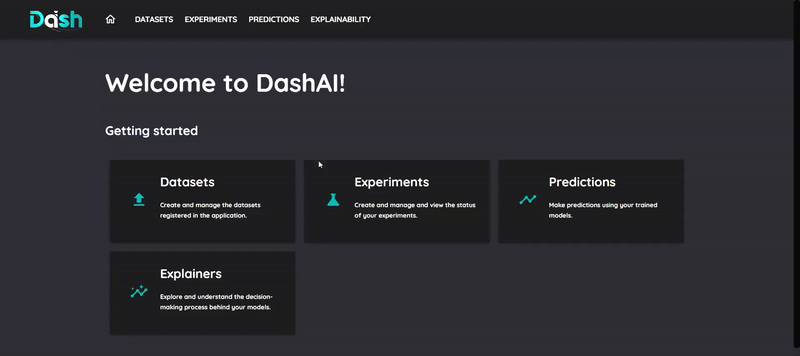 Dash
DATASETS EXPERIMENTS PREDICTIONS EXPLAINABILITY
Welcome to DashAI!
Getting started
Datasets
Create and manage the datasets
registered in the application.
Experiments
Create and manage and view the status
of your experiments.
Predictions
Make predictions using your trained
models.
Explainers
Explore and understand the decision-
making process behind your models.